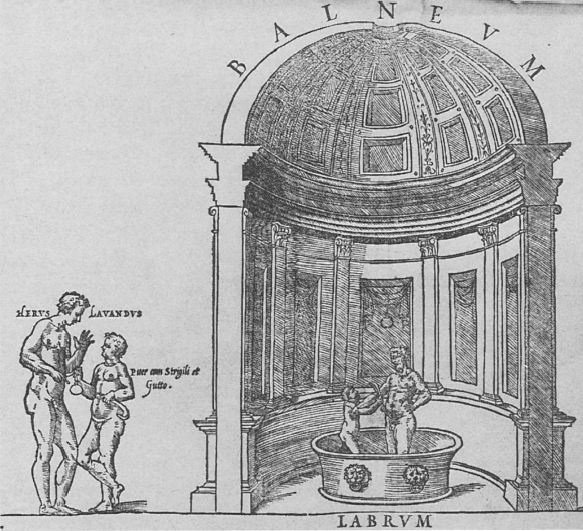 BALNEVM
HERVS LAVANDVS
Puer cum Strigili et
Gutto.
LABRVM